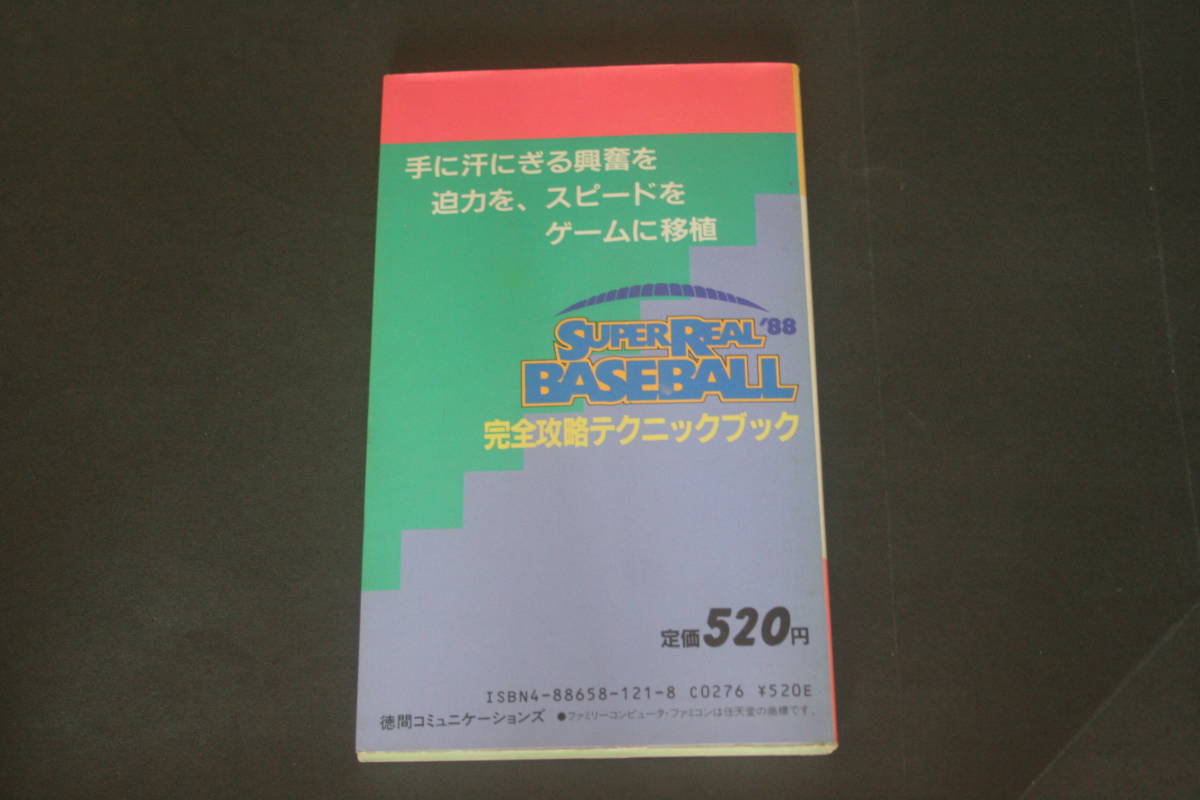 手に汗にぎる興奮を
迫力を、スピードを
ゲームに移植
SUPER REAL '88
BASEBALL
完全攻略テクニックブック
定価520円
ISBN4-88658-121-8 C0276 ¥520E
徳間コミュニケーションズ ●ファミリーコンピュータ・ファミコンは任天堂の商標です。